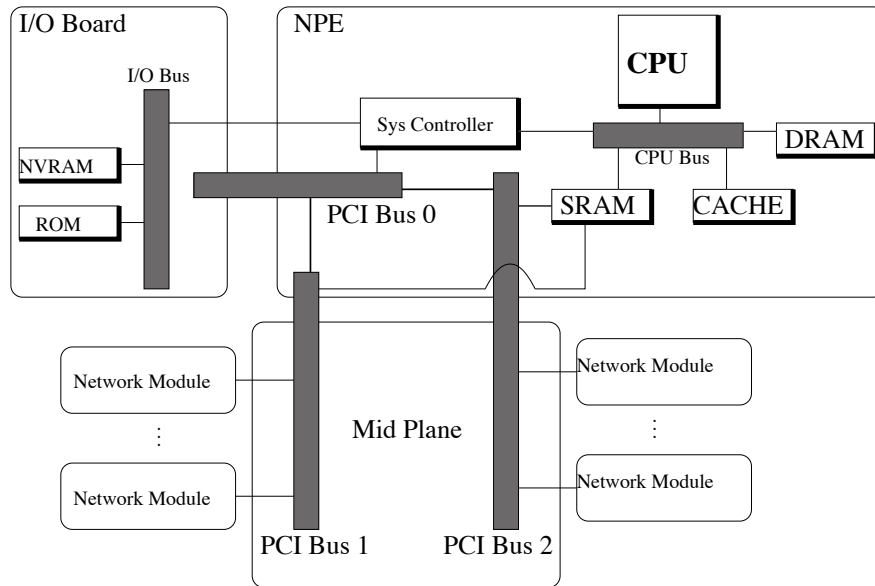 I/O Board
NPE
I/O Bus
CPU
Sys Controller
DRAM
CPU Bus
NVRAM
ROM
PCI Bus 0
SRAM
CACHE
Network Module
Network Module
⋮
⋮
Mid Plane
Network Module
Network Module
PCI Bus 1
PCI Bus 2